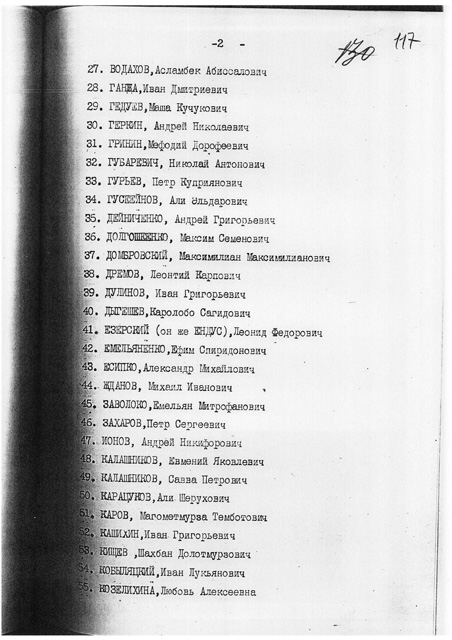 -2 -
130 117
27. ВОДАХОВ,Асламбек Абиссалович
28. ГАНЖА,Иван Дмитриевич
29. ГЕДУЕВ,Маша Кучукович
30. ГЕРКИН, Андрей Николаевич
31. ГРИНИН,Мефодий Дорофеевич
32. ГУБАРЕВИЧ, Николай Антонович
33. ГУРЬЕВ, Петр Куприянович
34. ГУСЕЙНОВ, Али Эльдарович
35. ДЕЙНИЧЕНКО, Андрей Григорьевич
36. ДОЛГОШЕЕНКО, Максим Семенович
37. ДОМБРОВСКИЙ, Максимилиан Максимилианович
38. ДРЕМОВ, Леонтий Карпович
39. ДУЛИНОВ, Иван Григорьевич
40. ДЫГЕШЕВ,Каролобо Сагидович
41. ЕЗЕРСКИЙ (он же ЕНДУС),Леонид Федорович
42. ЕМЕЛЬЯНЕНКО,Ефим Спиридонович
43. ЕСИПКО,Александр Михайлович
44. ЖДАНОВ, Михаил Иванович
45. ЗАВОЛОКО,Емельян Митрофанович
46. ЗАХАРОВ,Петр Сергеевич
47. ИОНОВ, Андрей Никифорович
48. КАЛАШНИКОВ, Евмений Яковлевич
49. КАЛАШНИКОВ, Савва Петрович
50. КАРАЦУКОВ,Али Шерухович
51. КАРОВ, Магометмурза Темботович
52. КАШИХИН,Иван Григорьевич
53. КИЩЕВ ,Шахбан Долотмурзович
54. КОБЫЛЯЦКИЙ,Иван Лукьянович
55. КОЗЕЛИХИНА,Любовь Алексеевна